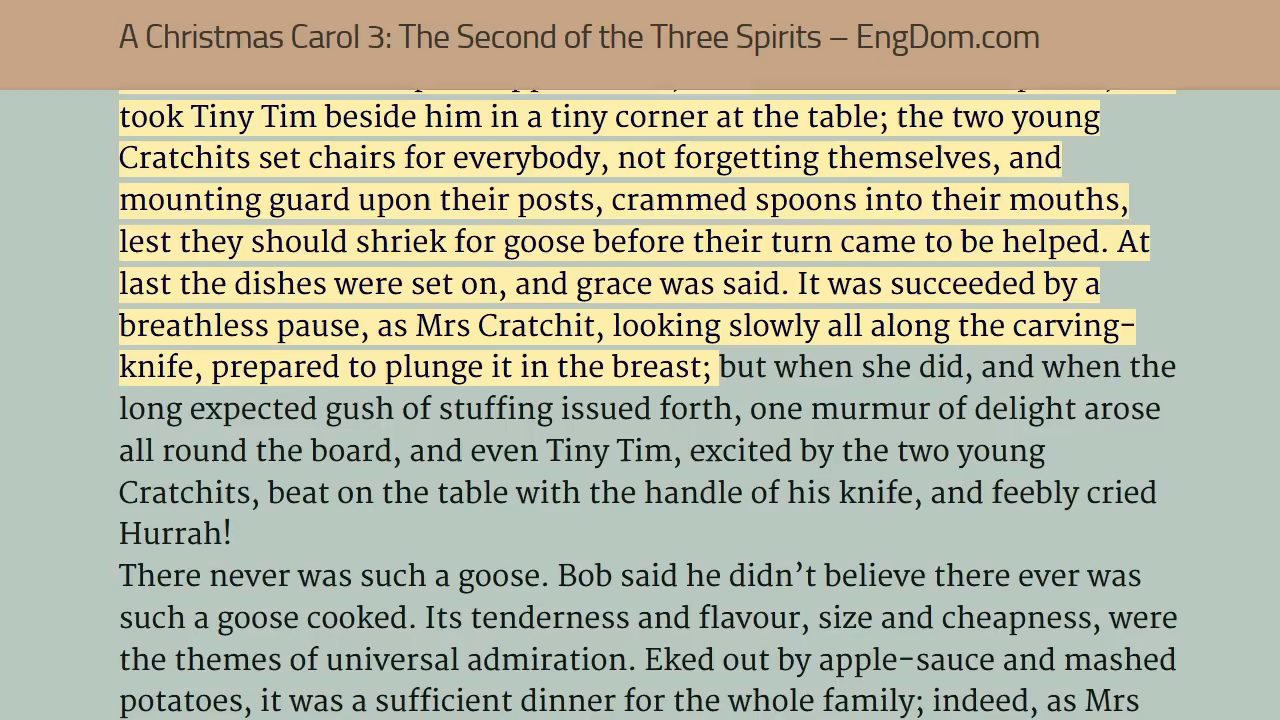 A Christmas Carol 3: The Second of the Three Spirits – EngDom.com
took Tiny Tim beside him in a tiny corner at the table; the two young
Cratchits set chairs for everybody, not forgetting themselves, and
mounting guard upon their posts, crammed spoons into their mouths,
lest they should shriek for goose before their turn came to be helped. At
last the dishes were set on, and grace was said. It was succeeded by a
breathless pause, as Mrs Cratchit, looking slowly all along the carving-
knife, prepared to plunge it in the breast; but when she did, and when the
long expected gush of stuffing issued forth, one murmur of delight arose
all round the board, and even Tiny Tim, excited by the two young
Cratchits, beat on the table with the handle of his knife, and feebly cried
Hurrah!
There never was such a goose. Bob said he didn’t believe there ever was
such a goose cooked. Its tenderness and flavour, size and cheapness, were
the themes of universal admiration. Eked out by apple-sauce and mashed
potatoes, it was a sufficient dinner for the whole family; indeed, as Mrs